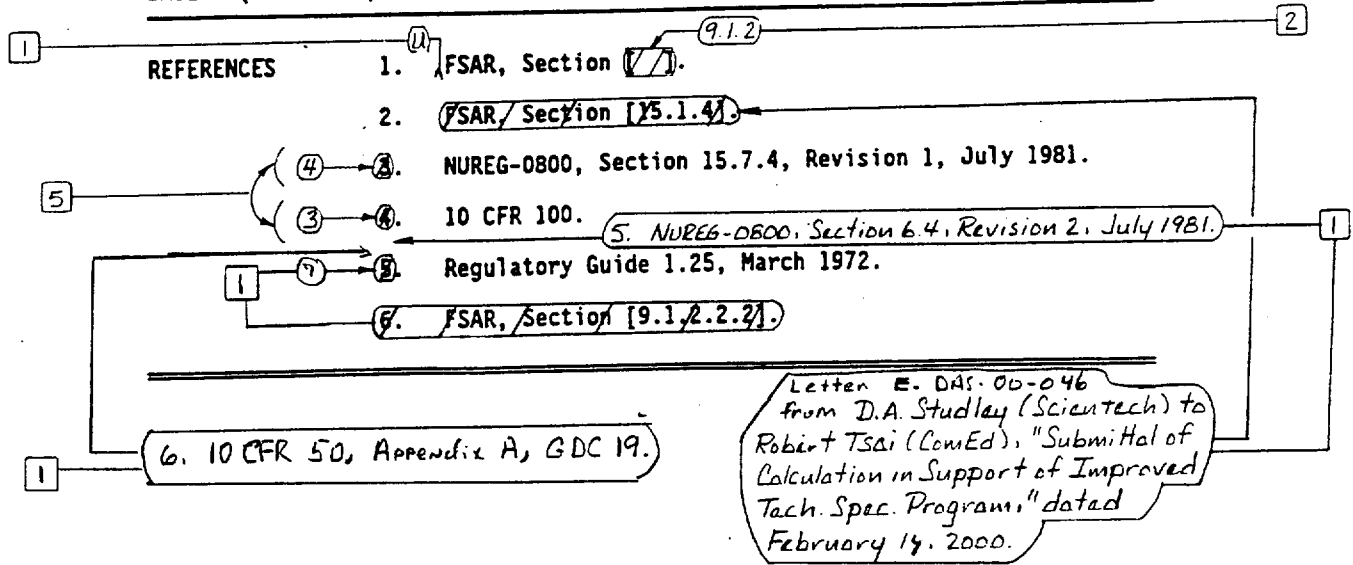 1 U 9.1.2 2
REFERENCES 1. FSAR, Section [ ].
2. FSAR, Section [15.1.4].
4 3. NUREG-0800, Section 15.7.4, Revision 1, July 1981.
5
3 4. 10 CFR 100.
5. NUREG-0800, Section 6.4, Revision 2, July 1981. 1
7 5. Regulatory Guide 1.25, March 1972.
1
6. FSAR, Section [9.1.2.2.2].
Letter E. DAS-00-046
from D.A. Studley (Scientech) to
6. 10 CFR 50, Appendix A, GDC 19. Robert Tsai (ComEd), "Submittal of
1 Calculation in Support of Improved
Tech. Spec. Program," dated
February 14, 2000.